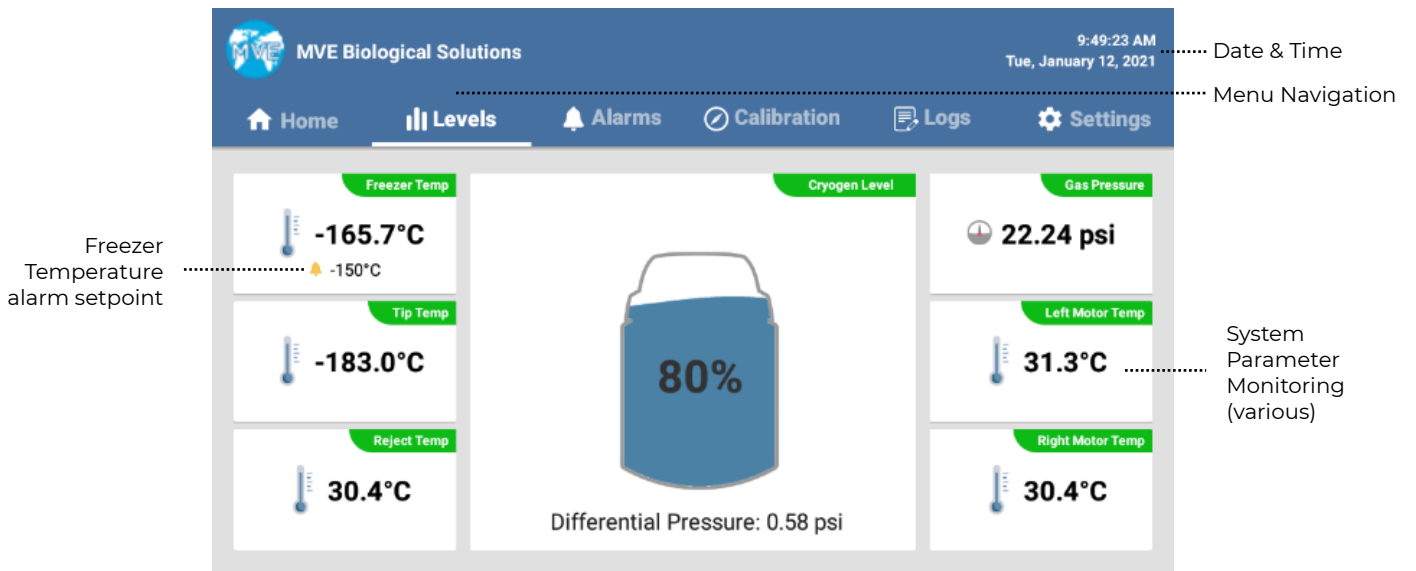 MVE
MVE Biological Solutions
9:49:23 AM
Tue, January 12, 2021
Date & Time
Menu Navigation
Home
Levels
Alarms
Calibration
Logs
Settings
Freezer Temp
-165.7°C
-150°C
Freezer
Temperature
alarm setpoint
Tip Temp
-183.0°C
Reject Temp
30.4°C
Cryogen Level
80%
Differential Pressure: 0.58 psi
Gas Pressure
22.24 psi
Left Motor Temp
31.3°C
Right Motor Temp
30.4°C
System
Parameter
Monitoring
(various)